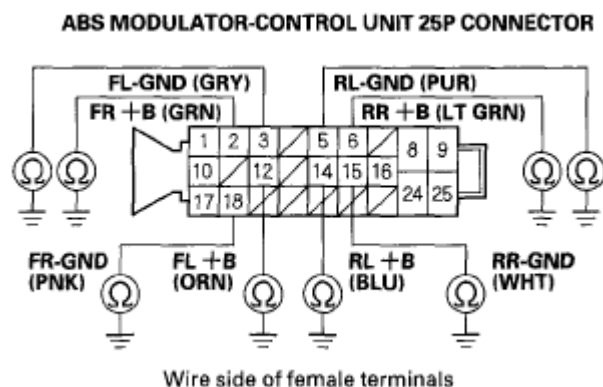 ABS MODULATOR-CONTROL UNIT 25P CONNECTOR
FL-GND (GRY) RL-GND (PUR)
FR +B (GRN) RR +B (LT GRN)
1 2 3 5 6 8 9
10 12 14 15 16
17 18 24 25
FR-GND FL +B RL +B RR-GND
(PNK) (ORN) (BLU) (WHT)
Ω Ω Ω Ω Ω Ω Ω Ω
Wire side of female terminals